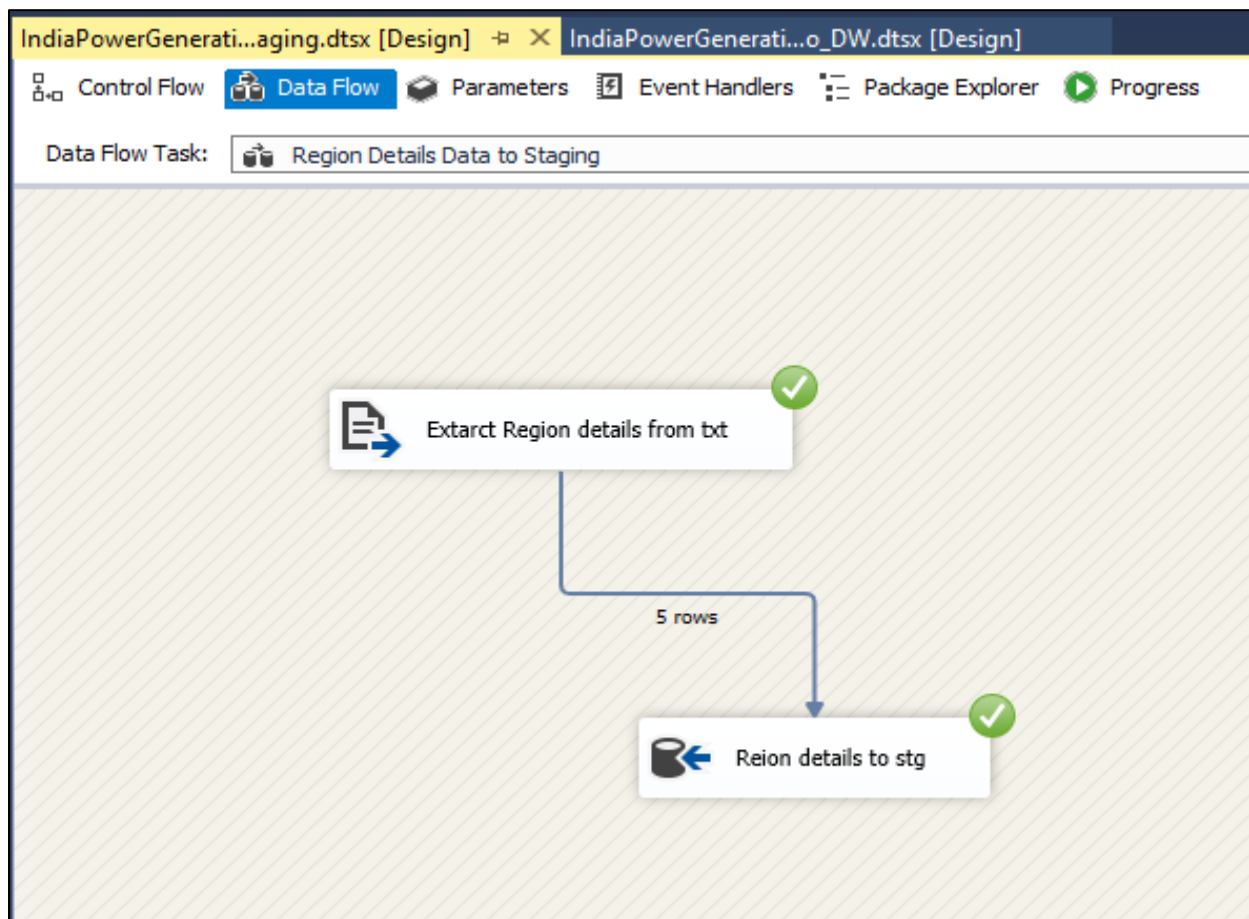 IndiaPowerGenerati...aging.dtsx [Design] IndiaPowerGenerati...o_DW.dtsx [Design]
Control Flow Data Flow Parameters Event Handlers Package Explorer Progress
Data Flow Task: Region Details Data to Staging
Extarct Region details from txt
5 rows
Reion details to stg